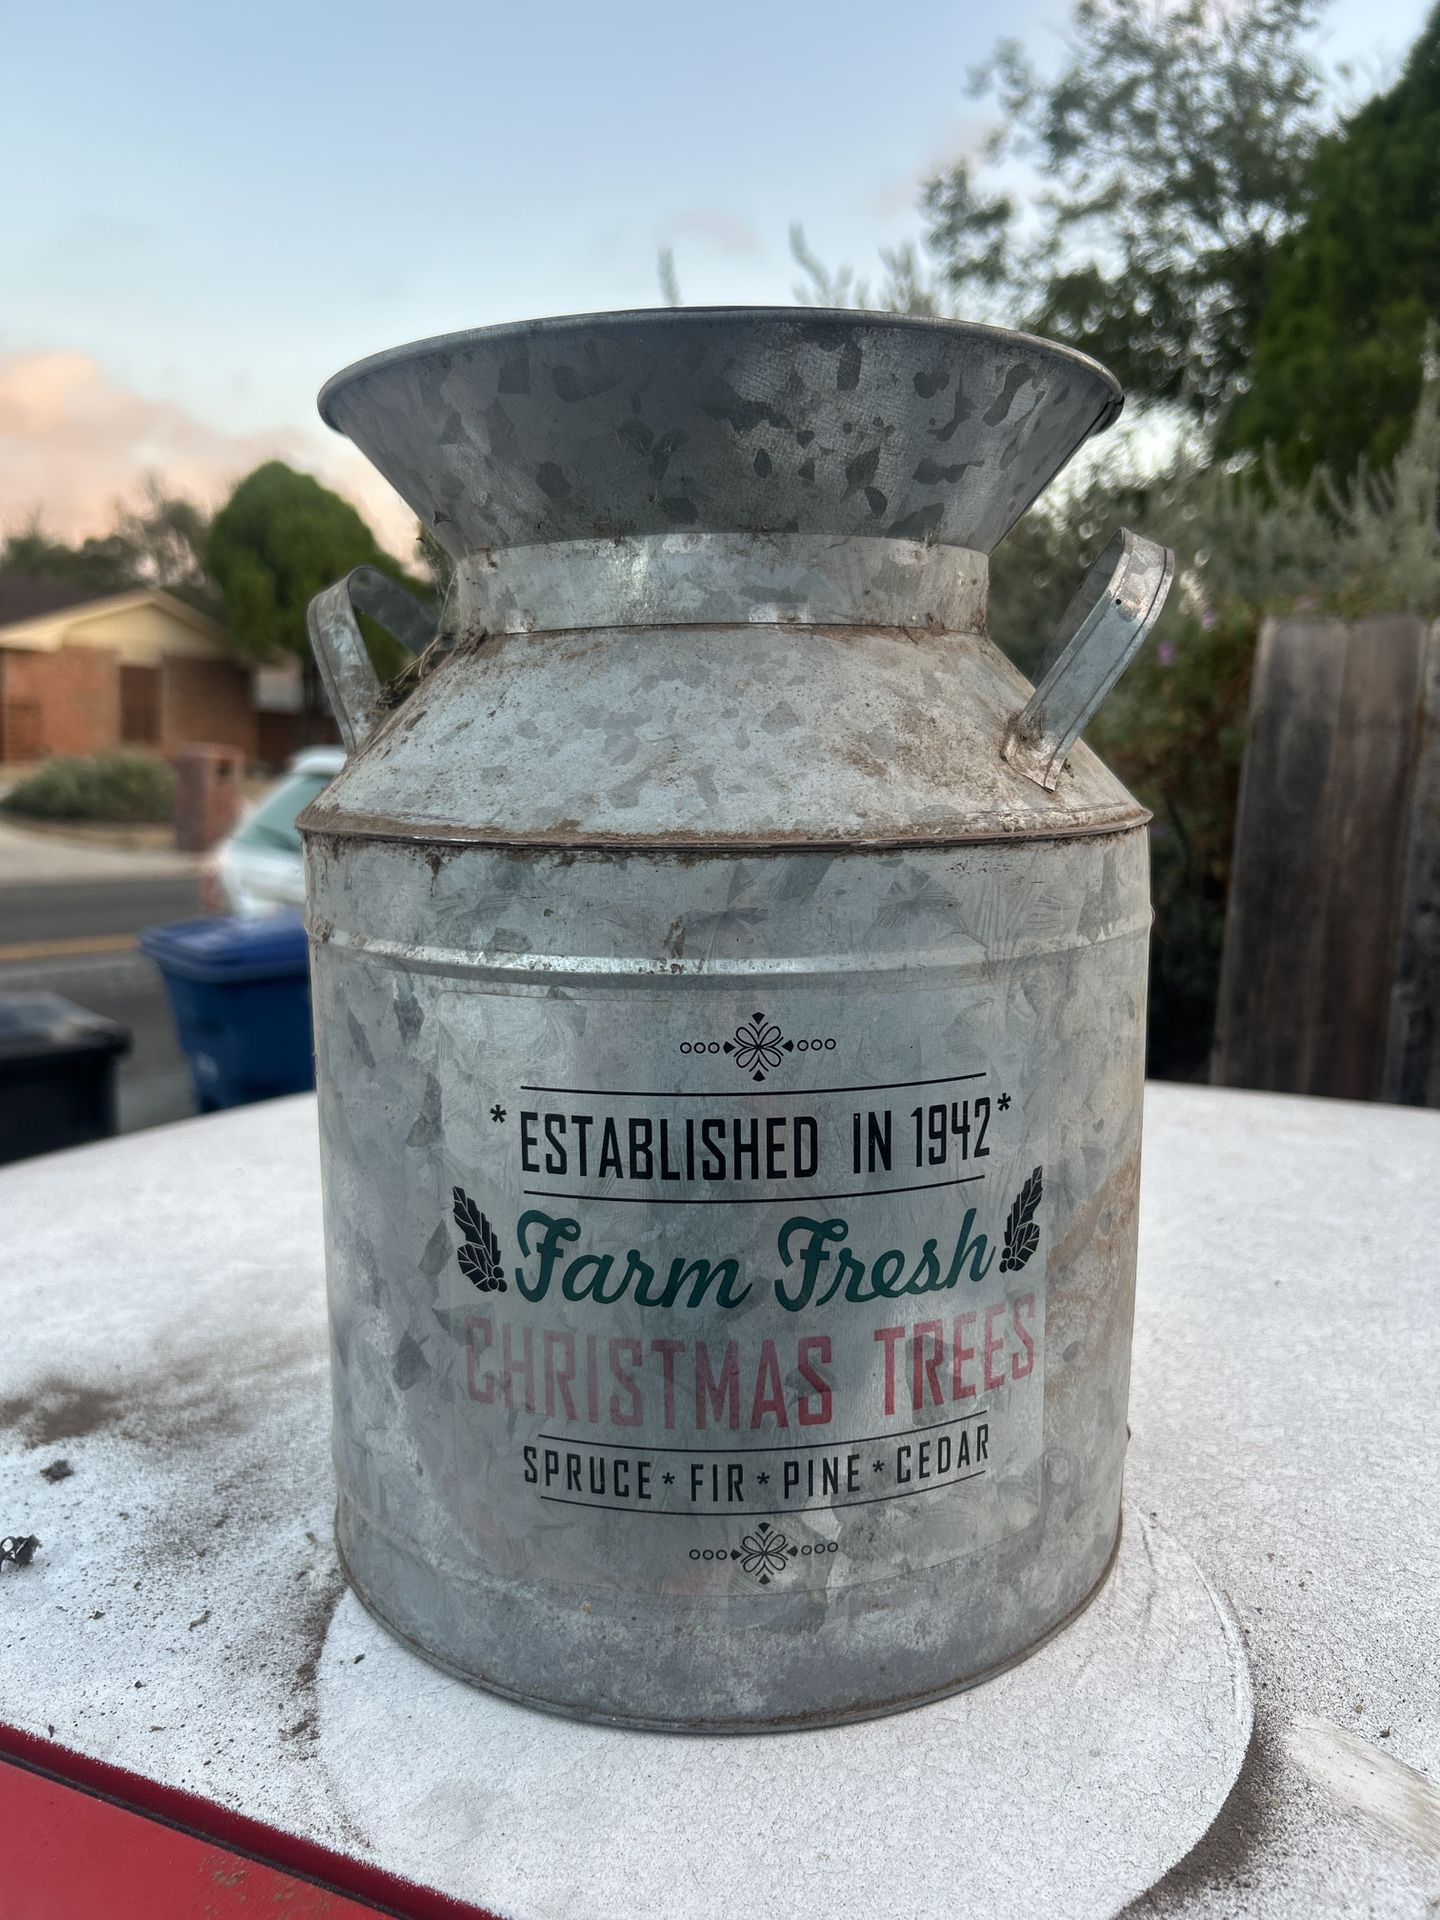 *ESTABLISHED IN 1942*
Farm Fresh
CHRISTMAS TREES
SPRUCE * FIR * PINE * CEDAR